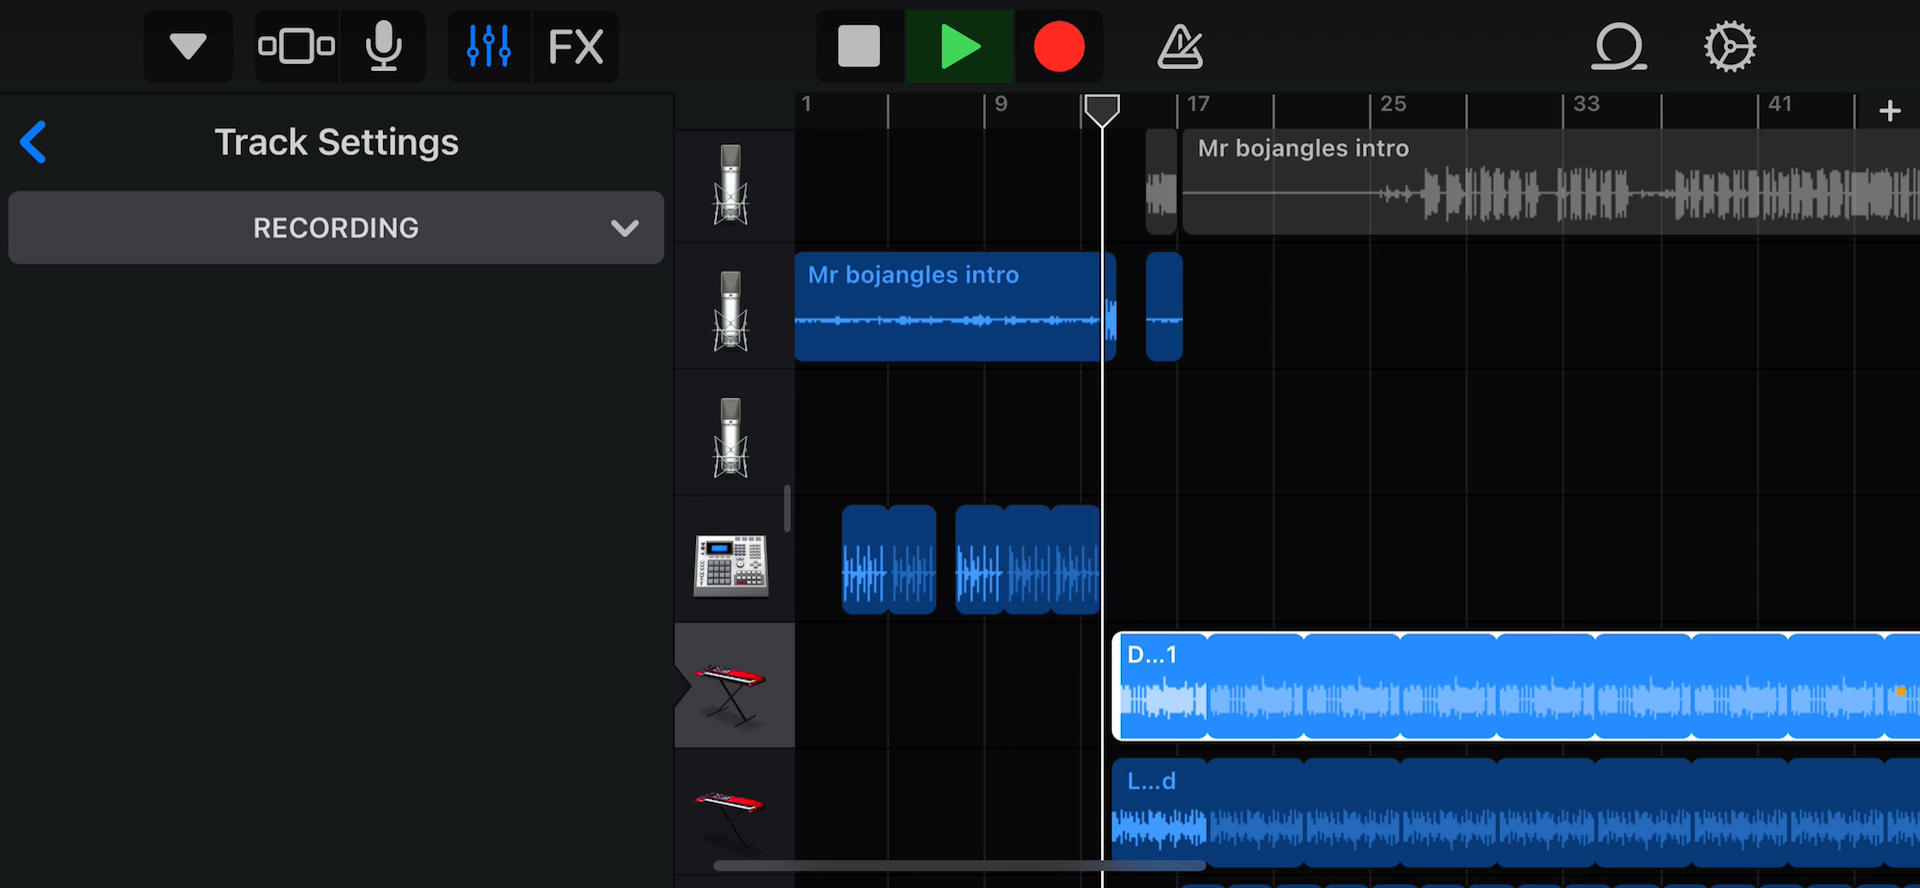 FX
Track Settings
RECORDING
1
9
17
25
33
41
Mr bojangles intro
Mr bojangles intro
D...1
L...d